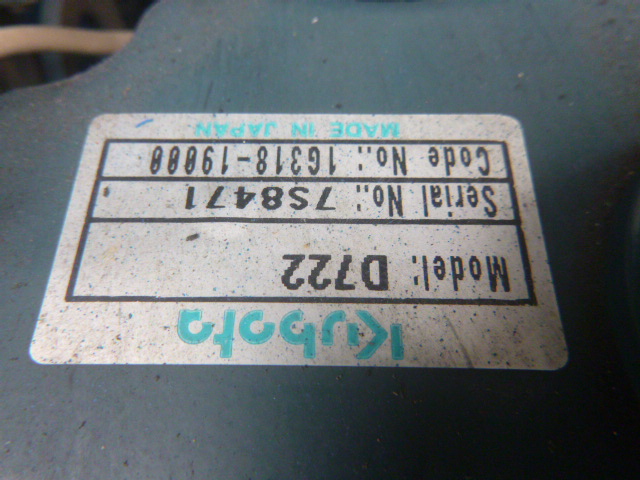 Kubota
Model: D722
Serial No.: 7S8471
Code No.: 1G318-19000
MADE IN JAPAN